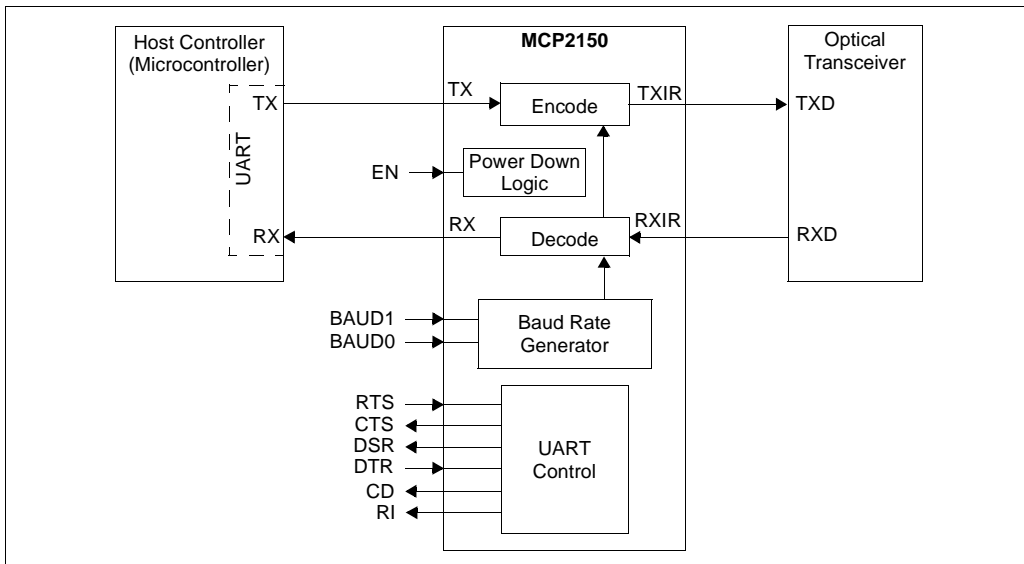 Host Controller
(Microcontroller)
MCP2150
Optical
Transceiver
TX
TX
Encode
TXIR
TXD
UART
EN
Power Down
Logic
RX
RX
Decode
RXIR
RXD
BAUD1
BAUD0
Baud Rate
Generator
RTS
CTS
DSR
DTR
CD
RI
UART
Control